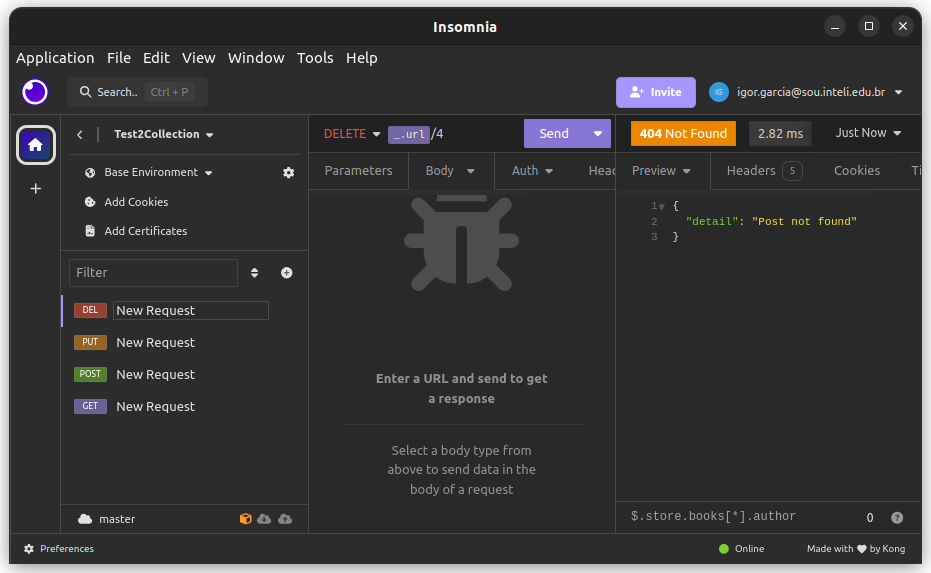 Insomnia
Application File Edit View Window Tools Help
Search.. Ctrl + P
Invite
IG
igor.garcia@sou.inteli.edu.br
Test2Collection
Base Environment
Add Cookies
Add Certificates
Filter
DEL New Request
PUT New Request
POST New Request
GET New Request
master
DELETE _.url /4 Send
Parameters Body Auth Head
Enter a URL and send to get
a response
Select a body type from
above to send data in the
body of a request
404 Not Found 2.82 ms Just Now
Preview Headers 5 Cookies Ti
1 {
2 "detail": "Post not found"
3 }
$.store.books[*].author 0 ?
Preferences
Online
Made with ❤ by Kong